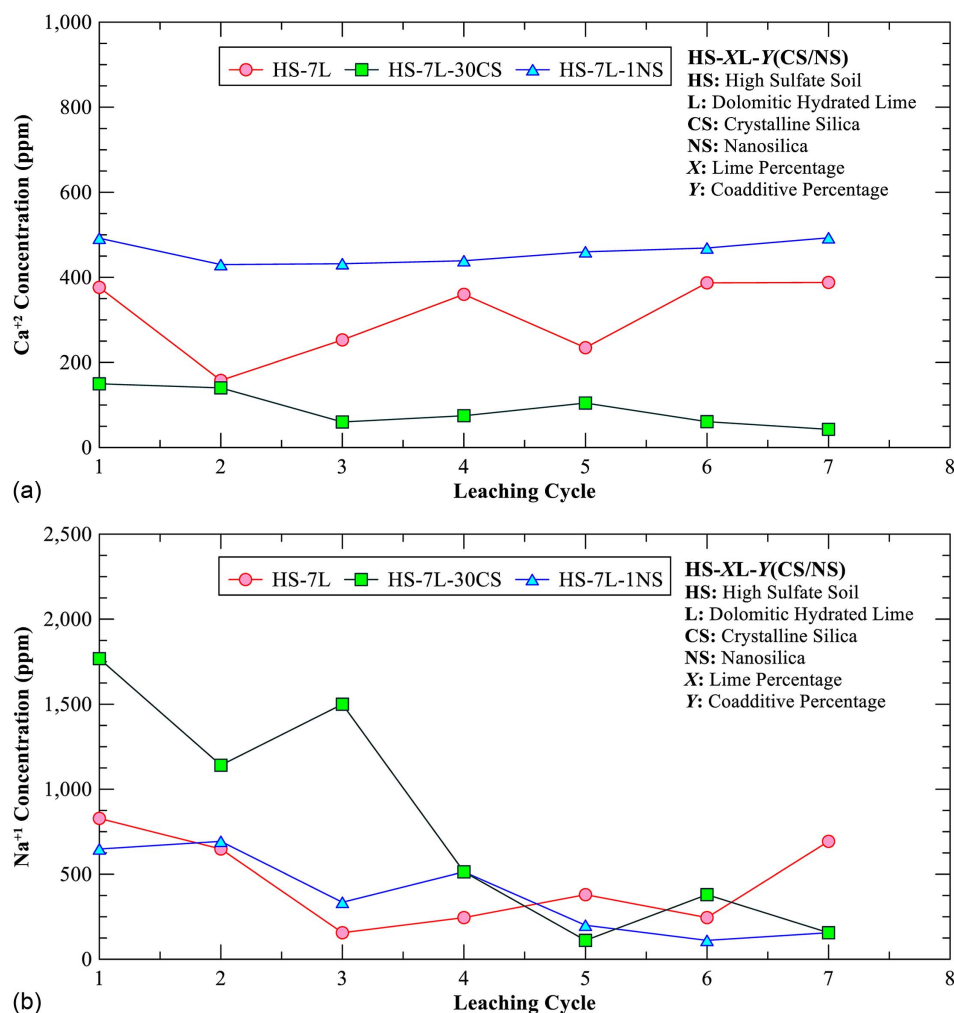 1,000
800
600
400
200
0
Ca+2 Concentration (ppm)
HS-7L HS-7L-30CS HS-7L-1NS
HS-XL-Y(CS/NS)
HS: High Sulfate Soil
L: Dolomitic Hydrated Lime
CS: Crystalline Silica
NS: Nanosilica
X: Lime Percentage
Y: Coadditive Percentage
1 2 3 4 5 6 7 8
Leaching Cycle
(a)
2,500
2,000
1,500
1,000
500
0
Na+1 Concentration (ppm)
HS-7L HS-7L-30CS HS-7L-1NS
HS-XL-Y(CS/NS)
HS: High Sulfate Soil
L: Dolomitic Hydrated Lime
CS: Crystalline Silica
NS: Nanosilica
X: Lime Percentage
Y: Coadditive Percentage
1 2 3 4 5 6 7 8
Leaching Cycle
(b)